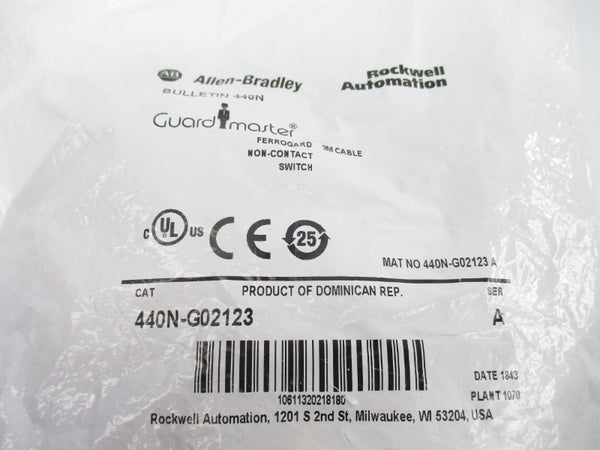 AB Allen-Bradley
Rockwell Automation
BULLETIN 440N
Guardmaster®
FERROGARD 3M CABLE
NON-CONTACT
SWITCH
C UL US CE 25
MAT NO 440N-G02123 A
CAT PRODUCT OF DOMINICAN REP. SER
440N-G02123 A
10611320218180
DATE 1843
PLANT 1070
Rockwell Automation, 1201 S 2nd St, Milwaukee, WI 53204, USA